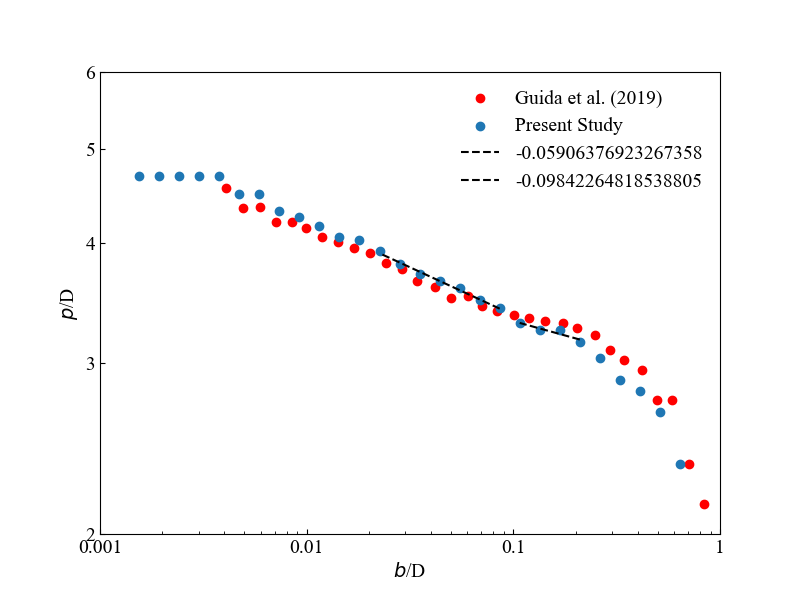 Guida et al. (2019)
Present Study
-0.05906376923267358
-0.09842264818538805
6
5
4
3
2
p/D
0.001
0.01
0.1
1
b/D